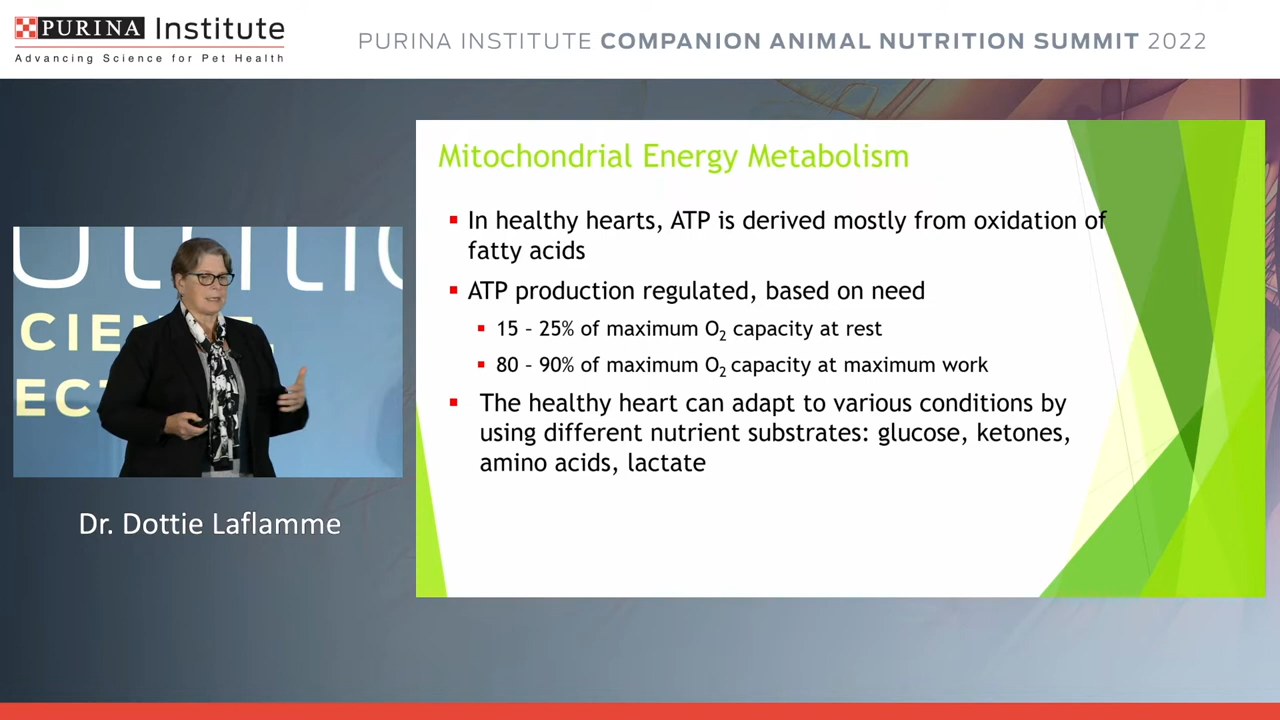 PURINA Institute
Advancing Science for Pet Health
PURINA INSTITUTE COMPANION ANIMAL NUTRITION SUMMIT 2022
Mitochondrial Energy Metabolism
▪ In healthy hearts, ATP is derived mostly from oxidation of
fatty acids
▪ ATP production regulated, based on need
▪ 15 – 25% of maximum O₂ capacity at rest
▪ 80 – 90% of maximum O₂ capacity at maximum work
▪ The healthy heart can adapt to various conditions by
using different nutrient substrates: glucose, ketones,
amino acids, lactate
Dr. Dottie Laflamme